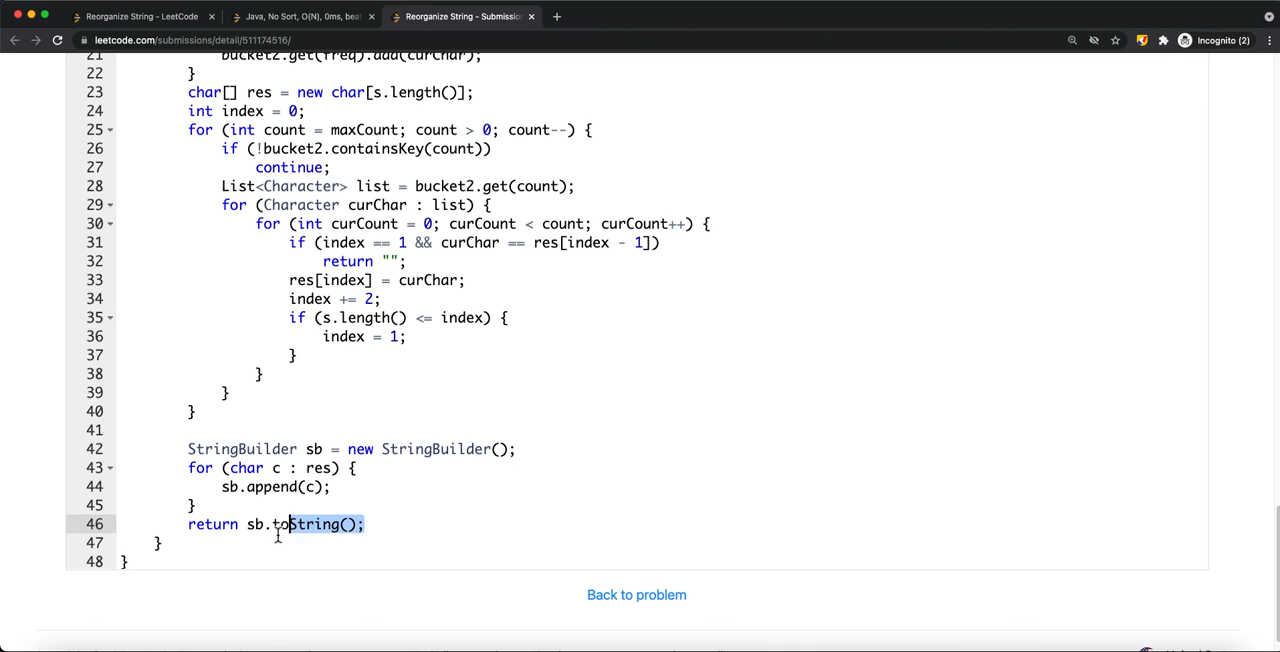 Reorganize String - LeetCode
Java, No Sort, O(N), 0ms, bea
Reorganize String - Submissio
leetcode.com/submissions/detail/511174516/
Incognito (2)
21 bucket2.get(freq).add(curChar);
22 }
23 char[] res = new char[s.length()];
24 int index = 0;
25 for (int count = maxCount; count > 0; count--) {
26 if (!bucket2.containsKey(count))
27 continue;
28 List<Character> list = bucket2.get(count);
29 for (Character curChar : list) {
30 for (int curCount = 0; curCount < count; curCount++) {
31 if (index == 1 && curChar == res[index - 1])
32 return "";
33 res[index] = curChar;
34 index += 2;
35 if (s.length() <= index) {
36 index = 1;
37 }
38 }
39 }
40 }
41
42 StringBuilder sb = new StringBuilder();
43 for (char c : res) {
44 sb.append(c);
45 }
46 return sb.toString();
47 }
48 }
Back to problem